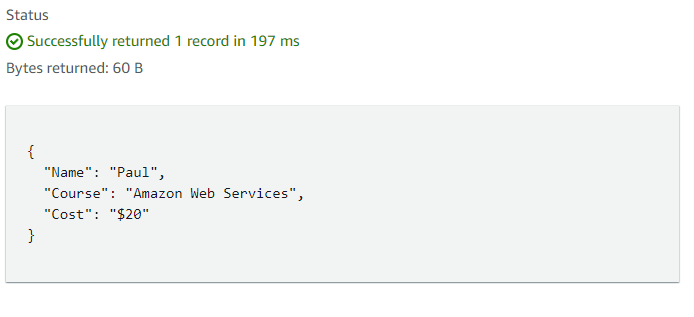 Status
Successfully returned 1 record in 197 ms
Bytes returned: 60 B
{
"Name": "Paul",
"Course": "Amazon Web Services",
"Cost": "$20"
}